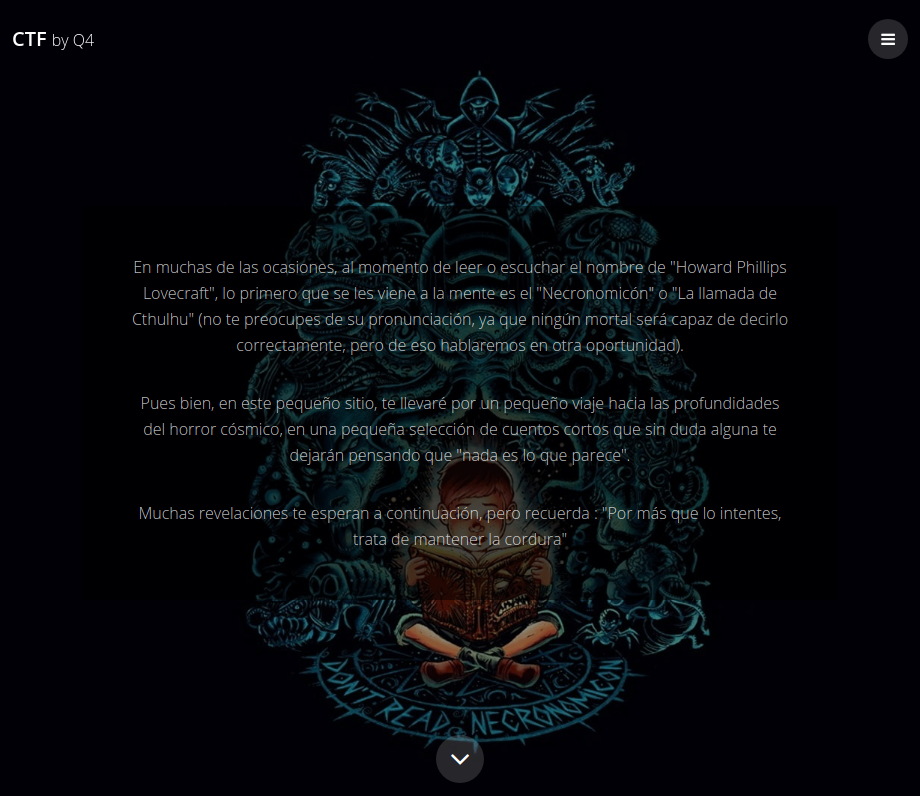 CTF by Q4
En muchas de las ocasiones, al momento de leer o escuchar el nombre de "Howard Phillips
Lovecraft", lo primero que se les viene a la mente es el "Necronomicón" o "La llamada de
Cthulhu" (no te preocupes de su pronunciación, ya que ningún mortal será capaz de decirlo
correctamente, pero de eso hablaremos en otra oportunidad).
Pues bien, en este pequeño sitio, te llevaré por un pequeño viaje hacia las profundidades
del horror cósmico, en una pequeña selección de cuentos cortos que sin duda alguna te
dejarán pensando que "nada es lo que parece".
Muchas revelaciones te esperan a continuación, pero recuerda : "Por más que lo intentes,
trata de mantener la cordura"
DON'T READ NECRONOMICON